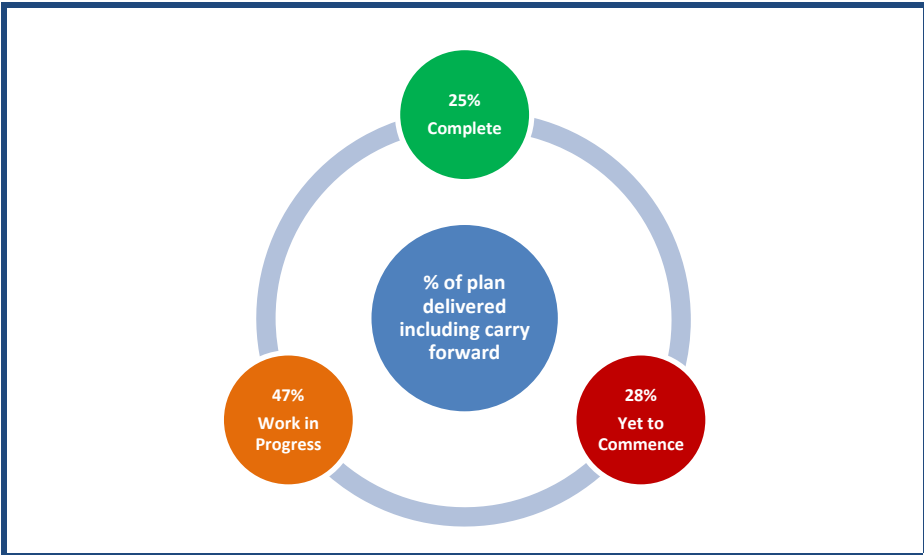 25%
Complete
% of plan
delivered
including carry
forward
47%
Work in
Progress
28%
Yet to
Commence